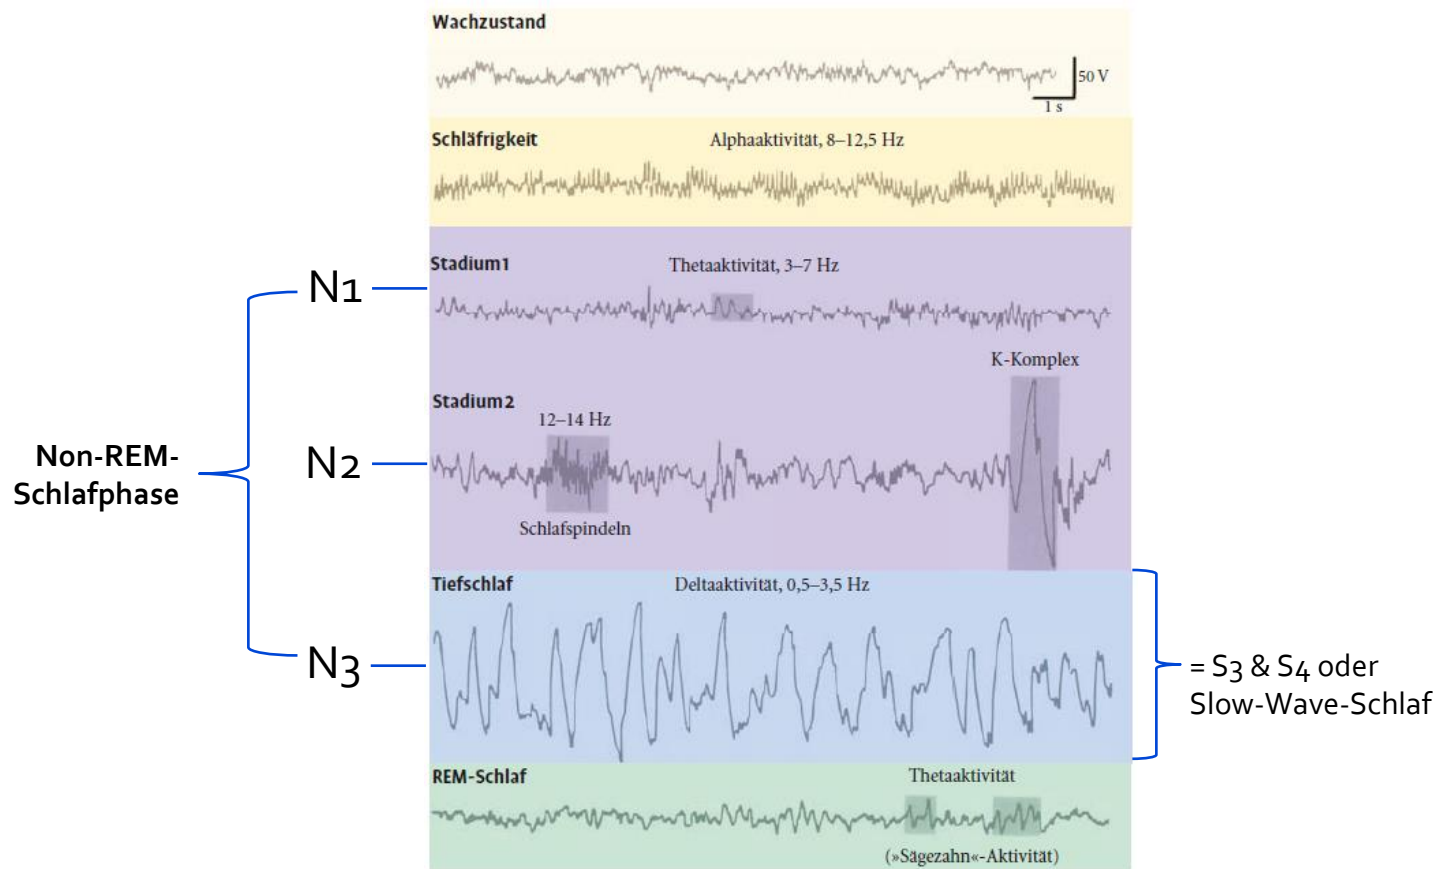 Wachzustand
50 V
1 s
Schläfrigkeit
Alphaaktivität, 8–12,5 Hz
Stadium1
Thetaaktivität, 3–7 Hz
N1
K-Komplex
Stadium2
12–14 Hz
Non-REM-
Schlafphase
N2
Schlafspindeln
Tiefschlaf
Deltaaktivität, 0,5–3,5 Hz
N3
= S3 & S4 oder
Slow-Wave-Schlaf
REM-Schlaf
Thetaaktivität
(»Sägezahn«-Aktivität)